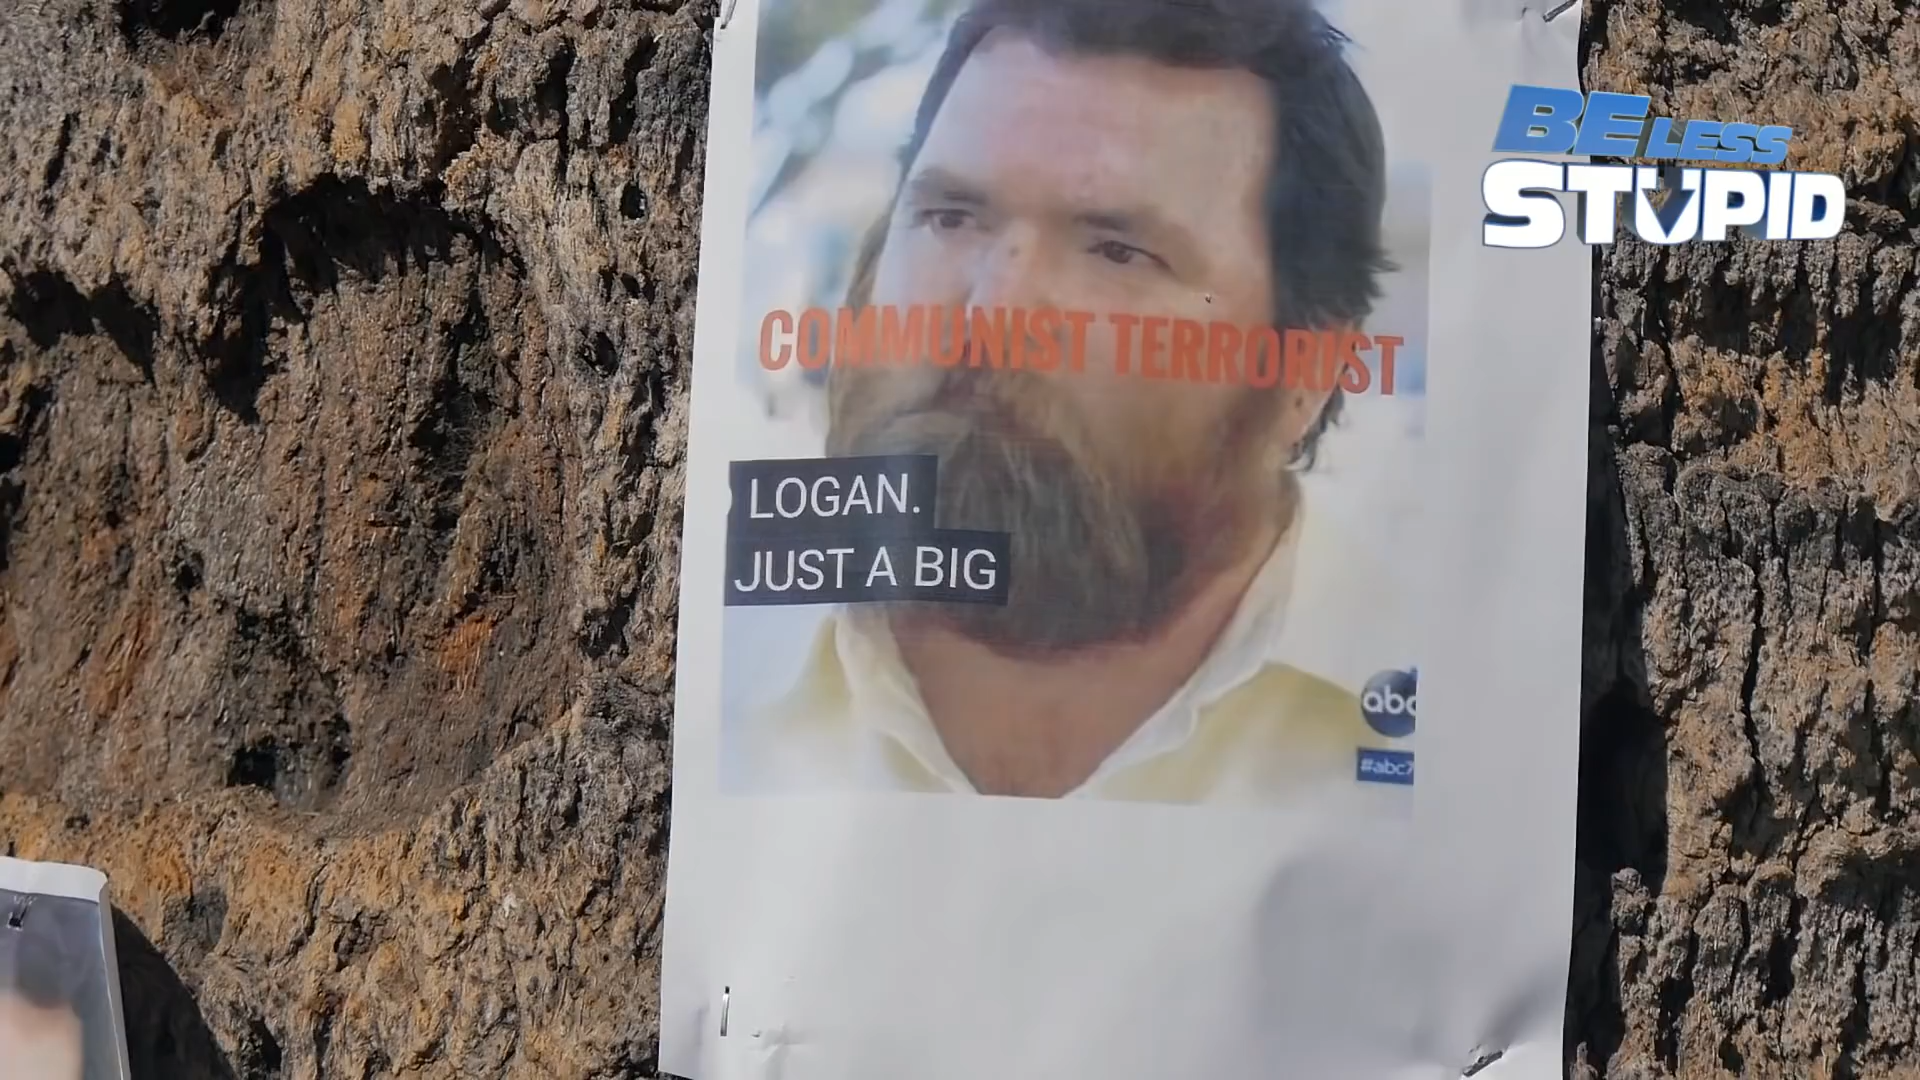 BE LESS
STUPID
COMMUNIST TERRORIST
LOGAN.
JUST A BIG
abc
#abc7